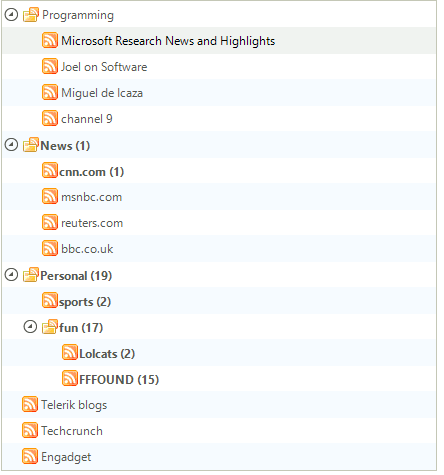 Programming
Microsoft Research News and Highlights
Joel on Software
Miguel de Icaza
channel 9
News (1)
cnn.com (1)
msnbc.com
reuters.com
bbc.co.uk
Personal (19)
sports (2)
fun (17)
Lolcats (2)
FFFOUND (15)
Telerik blogs
Techcrunch
Engadget